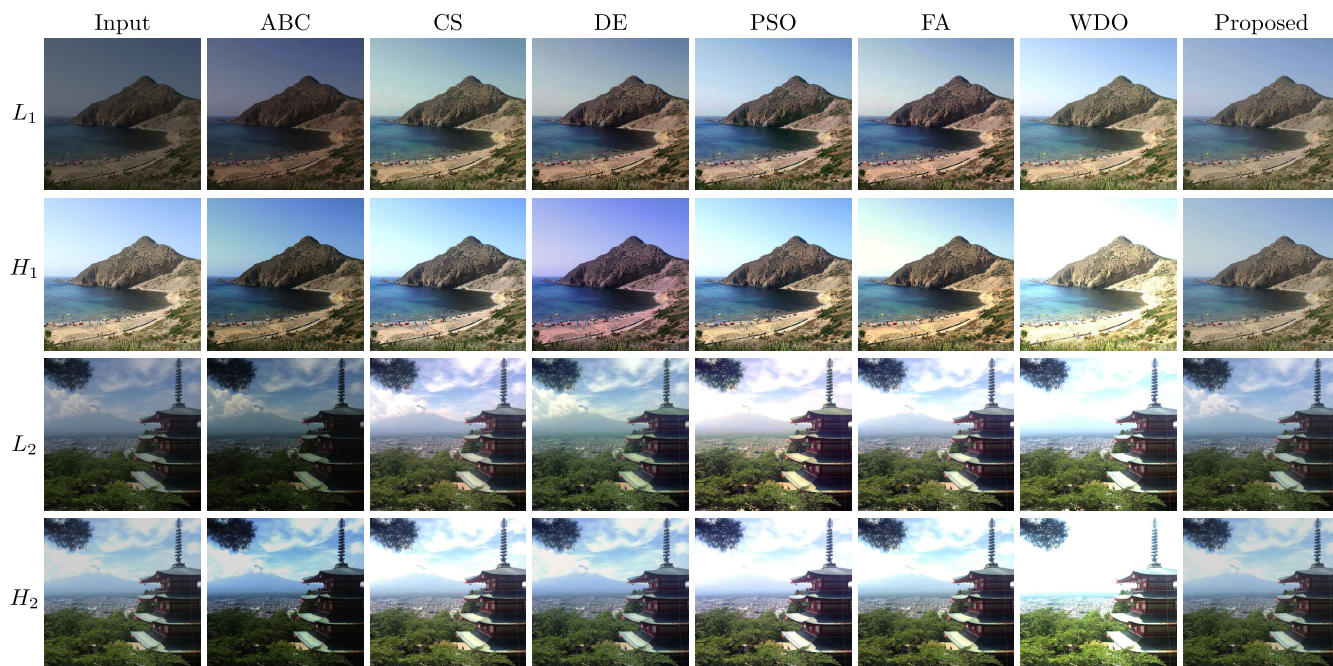 Input ABC CS DE PSO FA WDO Proposed
L₁
H₁
L₂
H₂